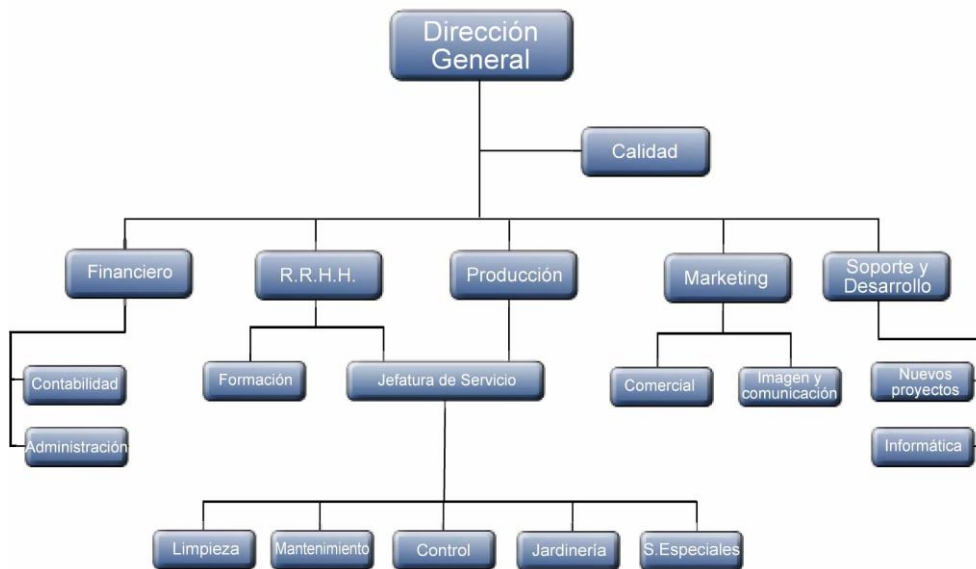 Dirección
General
Calidad
Financiero
R.R.H.H.
Producción
Marketing
Soporte y
Desarrollo
Contabilidad
Formación
Jefatura de Servicio
Comercial
Imagen y
comunicación
Nuevos
proyectos
Administración
Informática
Limpieza
Mantenimiento
Control
Jardinería
S.Especiales